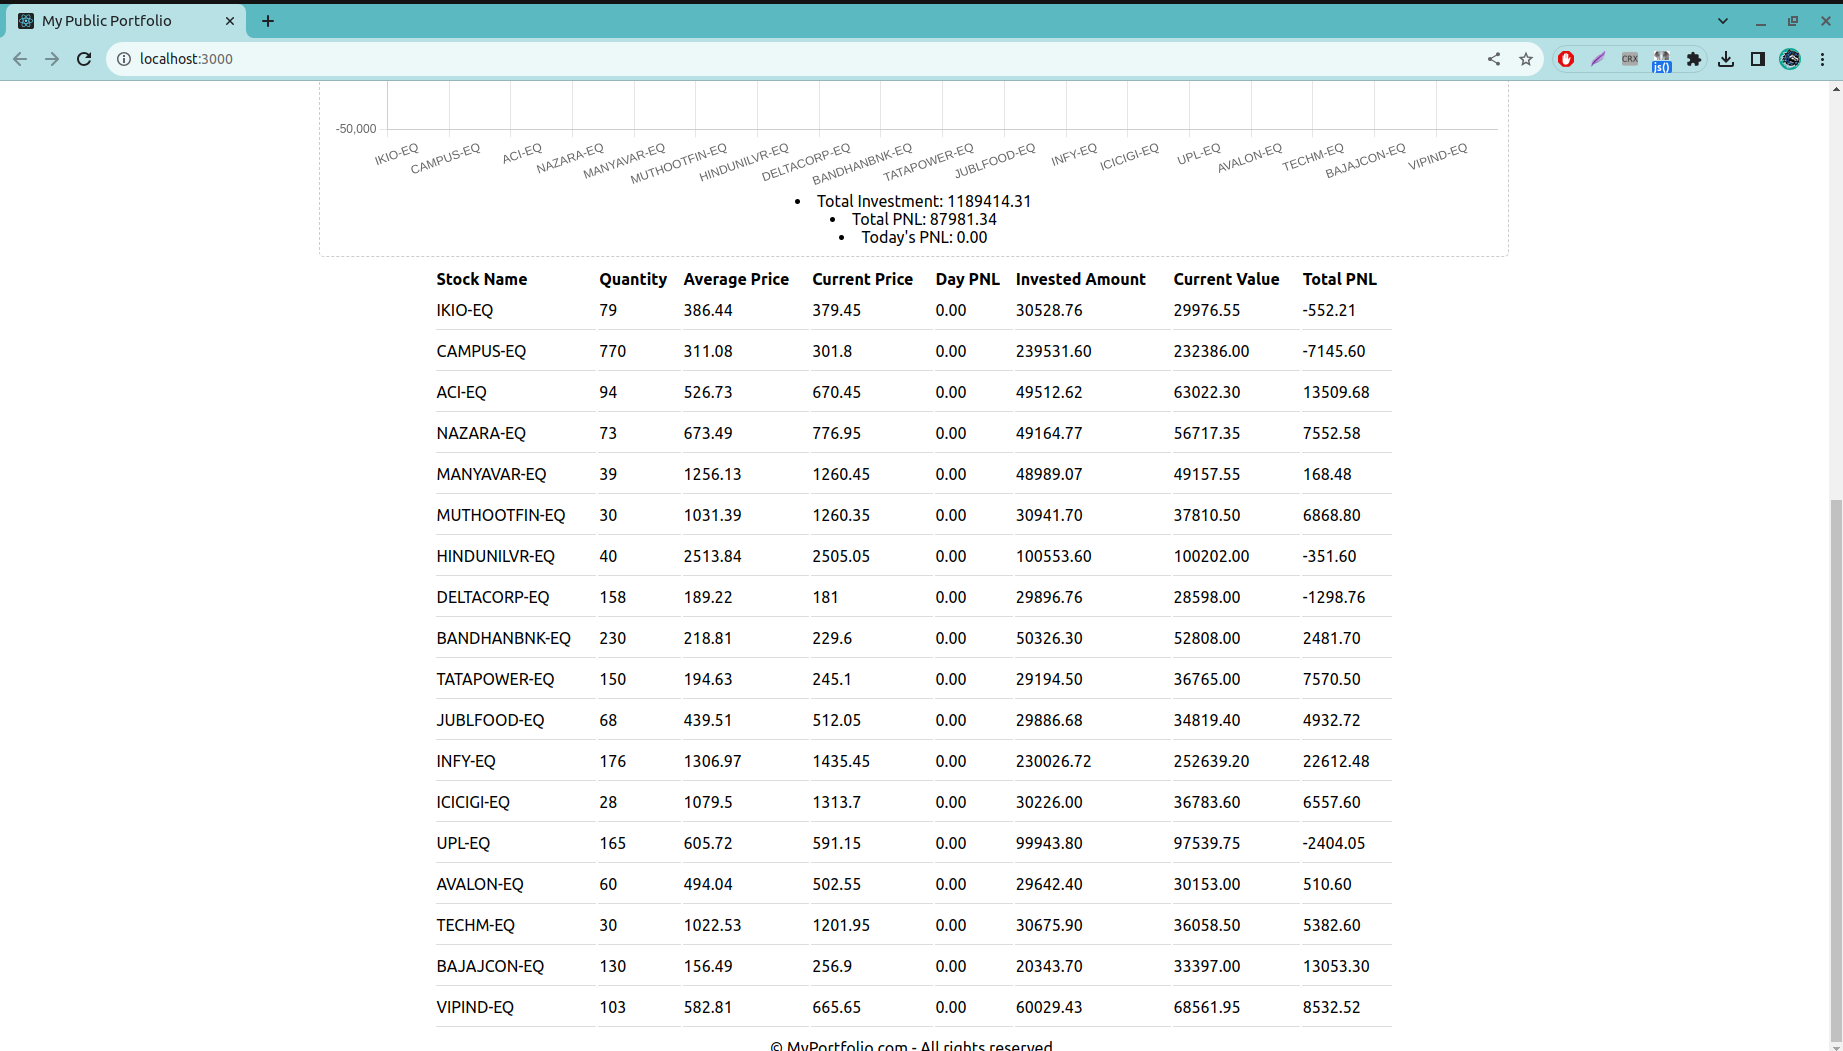 My Public Portfolio
localhost:3000
CRX
js()
-50,000
IKIO-EQ CAMPUS-EQ ACI-EQ NAZARA-EQ MANYAVAR-EQ MUTHOOTFIN-EQ HINDUNILVR-EQ DELTACORP-EQ BANDHANBNK-EQ TATAPOWER-EQ JUBLFOOD-EQ INFY-EQ ICICIGI-EQ UPL-EQ AVALON-EQ TECHM-EQ BAJAJCON-EQ VIPIND-EQ
• Total Investment: 1189414.31
• Total PNL: 87981.34
• Today's PNL: 0.00
Stock Name Quantity Average Price Current Price Day PNL Invested Amount Current Value Total PNL
IKIO-EQ 79 386.44 379.45 0.00 30528.76 29976.55 -552.21
CAMPUS-EQ 770 311.08 301.8 0.00 239531.60 232386.00 -7145.60
ACI-EQ 94 526.73 670.45 0.00 49512.62 63022.30 13509.68
NAZARA-EQ 73 673.49 776.95 0.00 49164.77 56717.35 7552.58
MANYAVAR-EQ 39 1256.13 1260.45 0.00 48989.07 49157.55 168.48
MUTHOOTFIN-EQ 30 1031.39 1260.35 0.00 30941.70 37810.50 6868.80
HINDUNILVR-EQ 40 2513.84 2505.05 0.00 100553.60 100202.00 -351.60
DELTACORP-EQ 158 189.22 181 0.00 29896.76 28598.00 -1298.76
BANDHANBNK-EQ 230 218.81 229.6 0.00 50326.30 52808.00 2481.70
TATAPOWER-EQ 150 194.63 245.1 0.00 29194.50 36765.00 7570.50
JUBLFOOD-EQ 68 439.51 512.05 0.00 29886.68 34819.40 4932.72
INFY-EQ 176 1306.97 1435.45 0.00 230026.72 252639.20 22612.48
ICICIGI-EQ 28 1079.5 1313.7 0.00 30226.00 36783.60 6557.60
UPL-EQ 165 605.72 591.15 0.00 99943.80 97539.75 -2404.05
AVALON-EQ 60 494.04 502.55 0.00 29642.40 30153.00 510.60
TECHM-EQ 30 1022.53 1201.95 0.00 30675.90 36058.50 5382.60
BAJAJCON-EQ 130 156.49 256.9 0.00 20343.70 33397.00 13053.30
VIPIND-EQ 103 582.81 665.65 0.00 60029.43 68561.95 8532.52
© MyPortfolio.com - All rights reserved